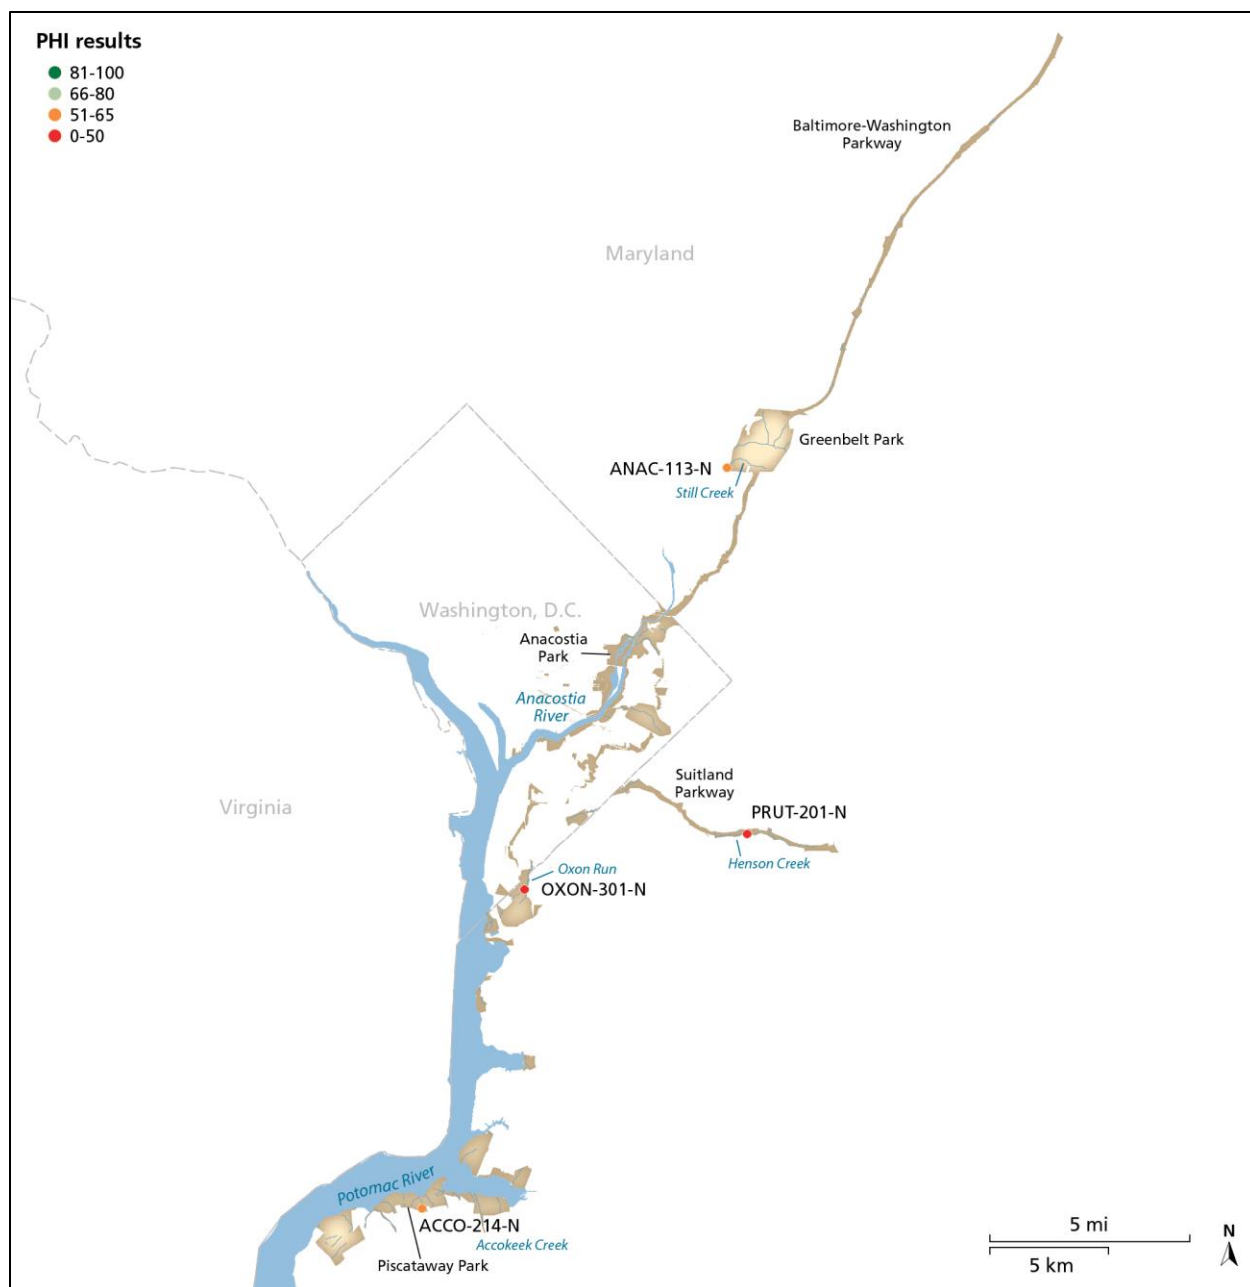 PHI results
81-100
66-80
51-65
0-50
Baltimore-Washington
Parkway
Maryland
Greenbelt Park
ANAC-113-N
Still Creek
Washington, D.C.
Anacostia
Park
Anacostia
River
Suitland
Parkway
Virginia
PRUT-201-N
Henson Creek
Oxon Run
OXON-301-N
Potomac River
ACCO-214-N
Accokeek Creek
Piscataway Park
5 mi
5 km
N